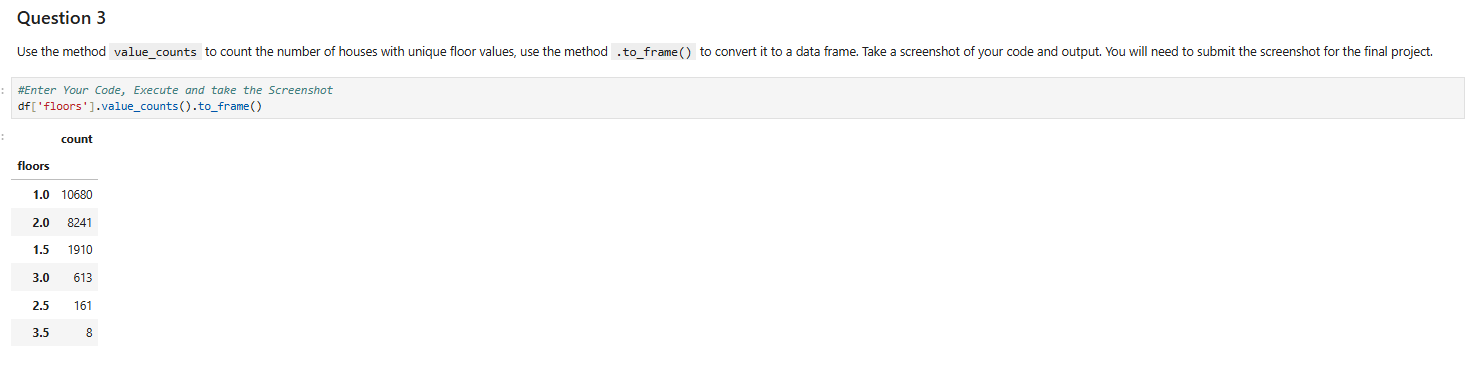 Question 3
Use the method value_counts to count the number of houses with unique floor values, use the method .to_frame() to convert it to a data frame. Take a screenshot of your code and output. You will need to submit the screenshot for the final project.
:
#Enter Your Code, Execute and take the Screenshot
df['floors'].value_counts().to_frame()
:
count
floors
1.0 10680
2.0 8241
1.5 1910
3.0 613
2.5 161
3.5 8